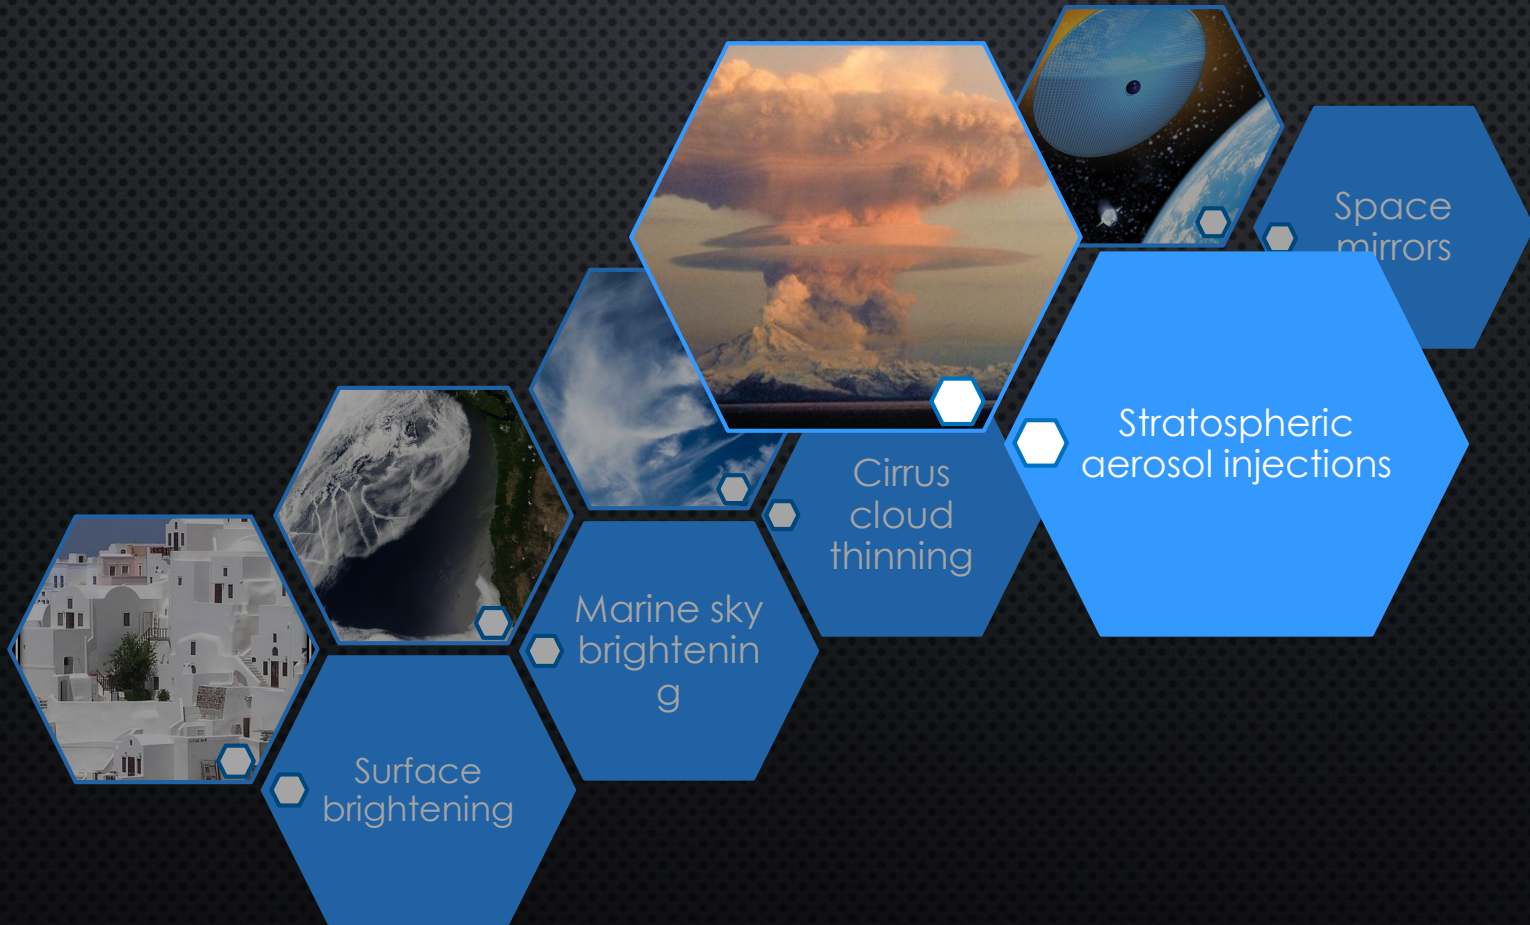 Space
mirrors
Stratospheric
aerosol injections
Cirrus
cloud
thinning
Marine sky
brightenin
g
Surface
brightening